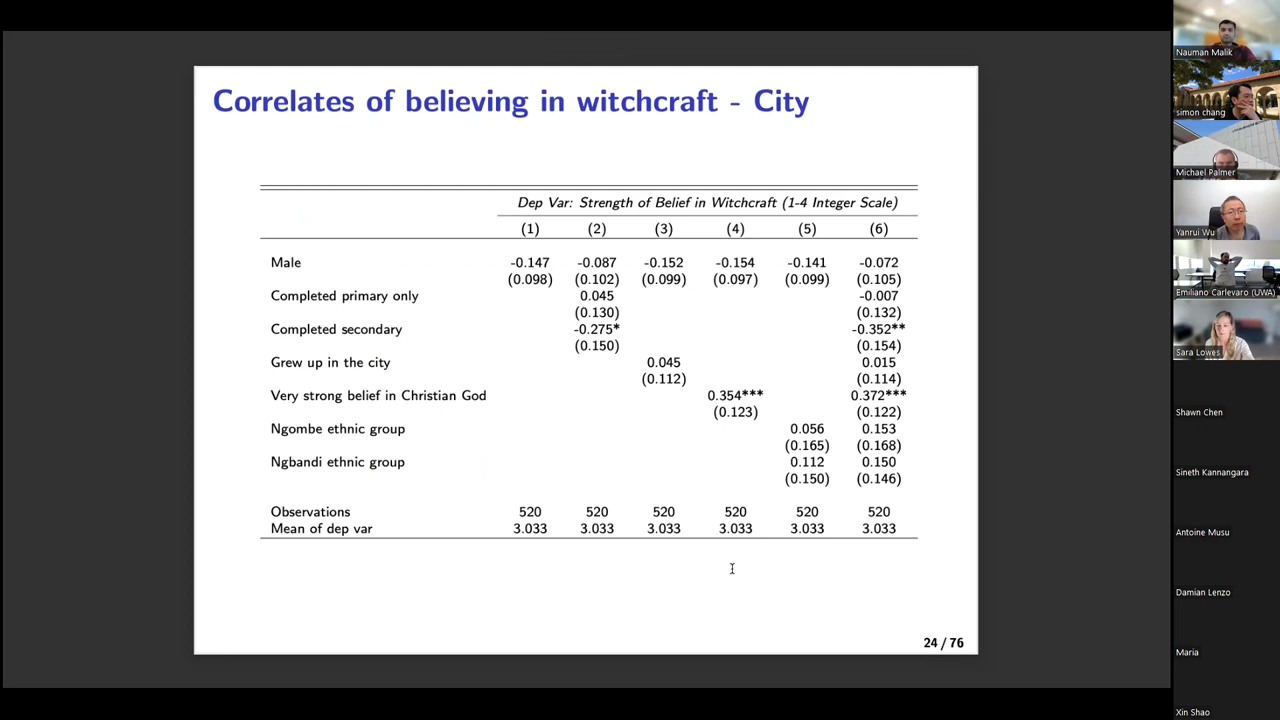 Correlates of believing in witchcraft - City
Dep Var: Strength of Belief in Witchcraft (1-4 Integer Scale)
(1) (2) (3) (4) (5) (6)
Male -0.147 -0.087 -0.152 -0.154 -0.141 -0.072
(0.098) (0.102) (0.099) (0.097) (0.099) (0.105)
Completed primary only 0.045 -0.007
(0.130) (0.132)
Completed secondary -0.275* -0.352**
(0.150) (0.154)
Grew up in the city 0.045 0.015
(0.112) (0.114)
Very strong belief in Christian God 0.354*** 0.372***
(0.123) (0.122)
Ngombe ethnic group 0.056 0.153
(0.165) (0.168)
Ngbandi ethnic group 0.112 0.150
(0.150) (0.146)
Observations 520 520 520 520 520 520
Mean of dep var 3.033 3.033 3.033 3.033 3.033 3.033
24 / 76
Nauman Malik
simon chang
Michael Palmer
Yanrui Wu
Emiliano Carlevaro (UWA)
Sara Lowes
Shawn Chen
Sineth Kannangara
Antoine Musu
Damian Lenzo
Maria
Xin Shao